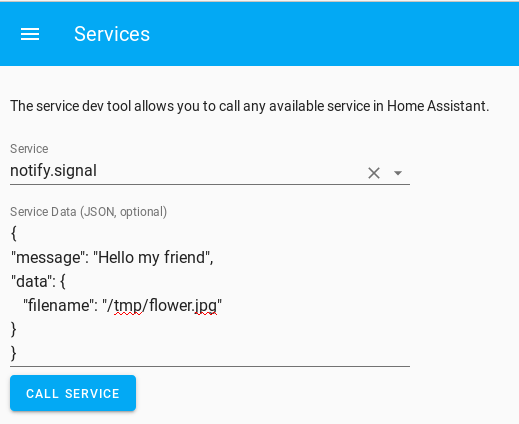 Services
The service dev tool allows you to call any available service in Home Assistant.
Service
notify.signal
Service Data (JSON, optional)
{
"message": "Hello my friend",
"data": {
"filename": "/tmp/flower.jpg"
}
}
CALL SERVICE